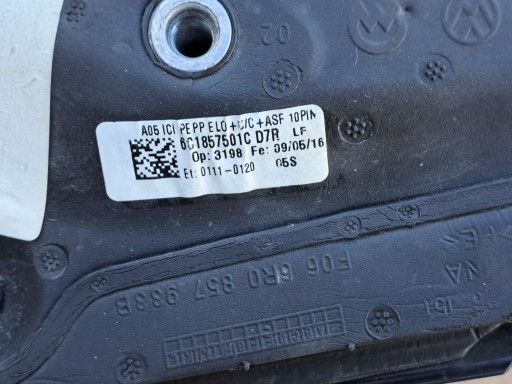 02
A05 ICI PEPP ELO+C/C+ASF 10PIN
6C1857501C D7R LF
Op: 3198 Fe: 09/05/16
Et: 0111-0120 05S
F06 6R0 857 933B
NA